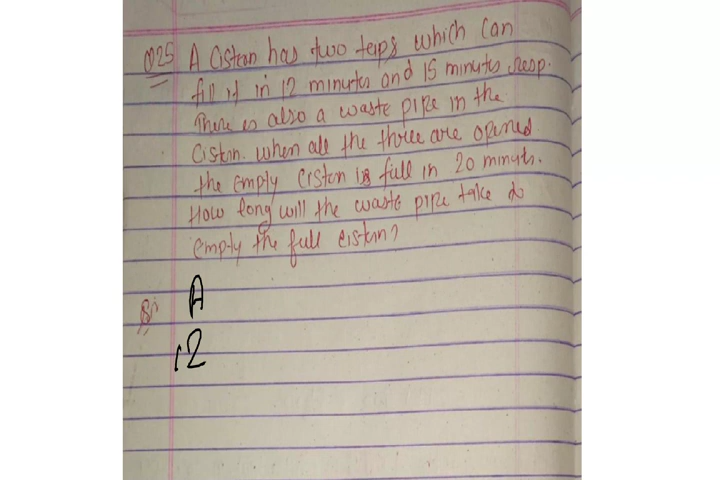 Q25 A Cistern has two taps which can
fill it in 12 minutes and 15 minutes resp.
There is also a waste pipe in the
Cistern. when all the three are opened
the empty cistern is full in 20 minuts.
How long will the waste pipe take to
empty the full cistern?
A
12